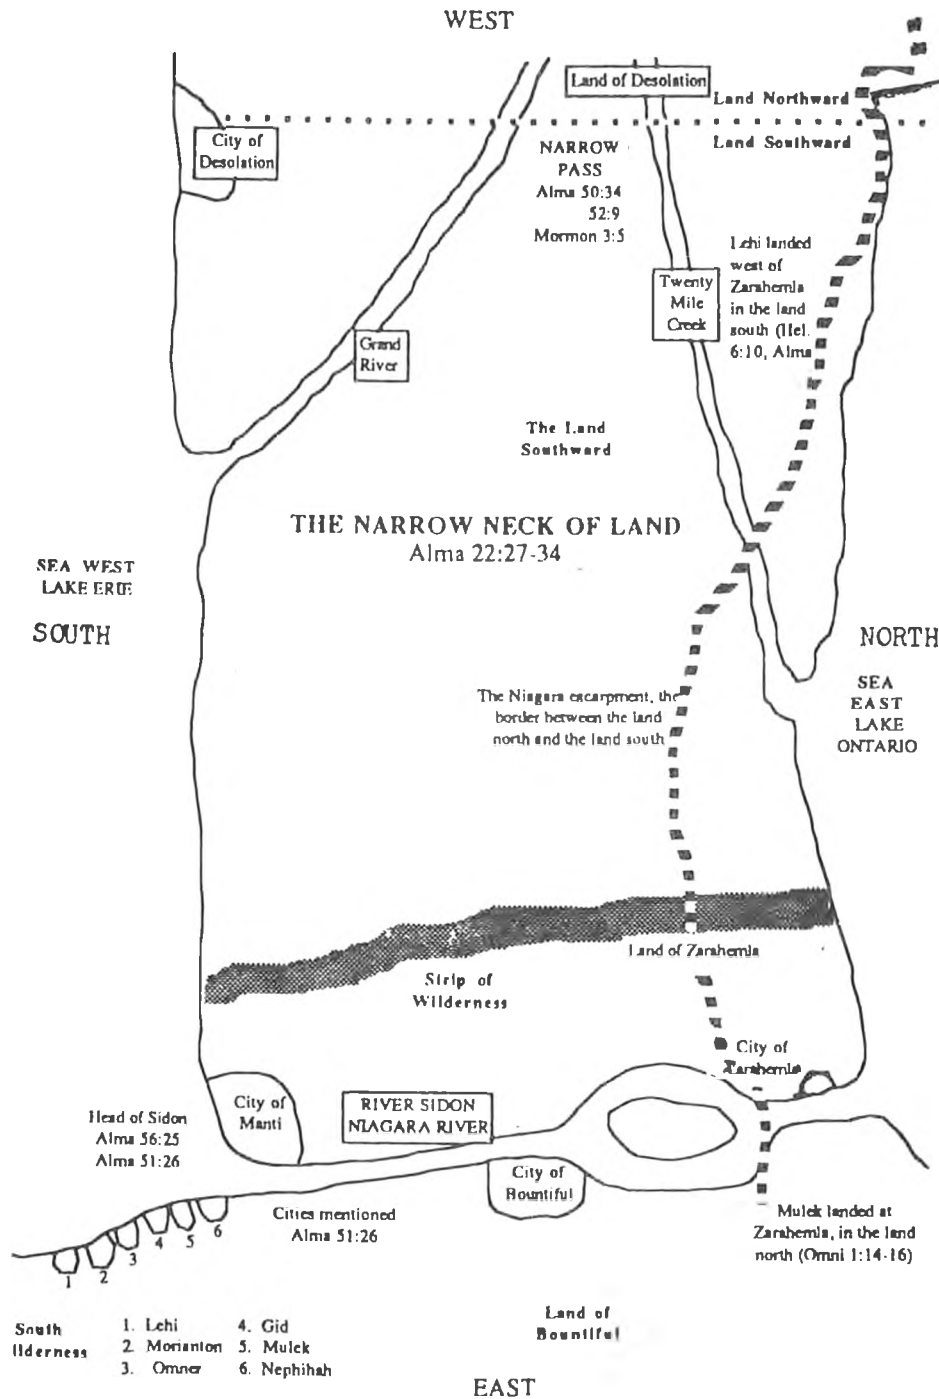 WEST
Land of Desolation
Land Northward
City of
Desolation
Land Southward
NARROW
PASS
Alma 50:34
52:9
Mormon 3:5
Lehi landed
west of
Zarahemla
in the land
south (Hel.
6:10, Alma
Twenty
Mile
Creek
Grand
River
The Land
Southward
THE NARROW NECK OF LAND
Alma 22:27-34
SEA WEST
LAKE ERIE
SOUTH
NORTH
SEA
EAST
LAKE
ONTARIO
The Niagara escarpment, the
border between the land
north and the land south
Land of Zarahemla
Strip of
Wilderness
City of
Zarahemla
City of
Manti
RIVER SIDON
NIAGARA RIVER
Head of Sidon
Alma 56:25
Alma 51:26
City of
Bountiful
Cities mentioned
Alma 51:26
Mulek landed at
Zarahemla, in the land
north (Omni 1:14-16)
1
2
3
4
5
6
Land of
Bountiful
South
ilderness
1. Lehi
2. Morianton
3. Omner
4. Gid
5. Mulek
6. Nephihah
EAST